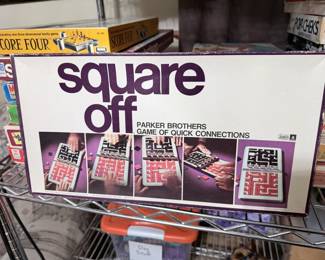 CORE FOUR
square
off
PARKER BROTHERS
GAME OF QUICK CONNECTIONS